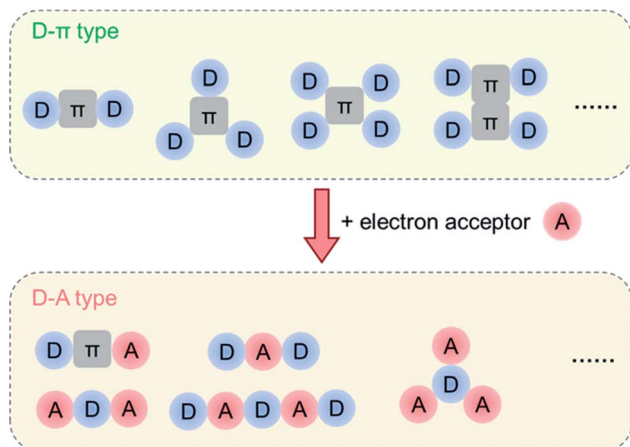 D-π type
D
D π D
D D
π
D D
D D
π
D D
D π D
D π D
......
+ electron acceptor A
D-A type
D π A
D A D
A
D
A A
......
A D A
D A D A D